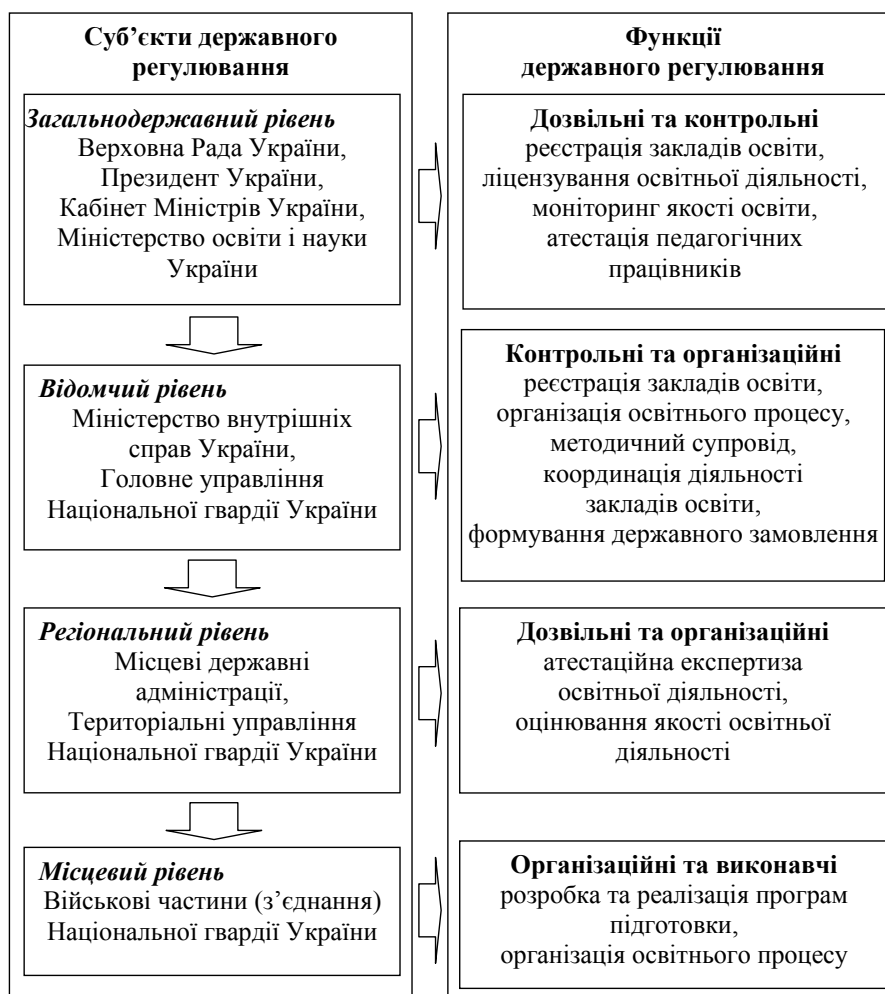 Суб’єкти державного
регулювання
Функції
державного регулювання
Загальнодержавний рівень
Верховна Рада України,
Президент України,
Кабінет Міністрів України,
Міністерство освіти і науки
України
Дозвільні та контрольні
реєстрація закладів освіти,
ліцензування освітньої діяльності,
моніторинг якості освіти,
атестація педагогічних
працівників
Відомчий рівень
Міністерство внутрішніх
справ України,
Головне управління
Національної гвардії України
Контрольні та організаційні
реєстрація закладів освіти,
організація освітнього процесу,
методичний супровід,
координація діяльності
закладів освіти,
формування державного замовлення
Регіональний рівень
Місцеві державні
адміністрації,
Територіальні управління
Національної гвардії України
Дозвільні та організаційні
атестаційна експертиза
освітньої діяльності,
оцінювання якості освітньої
діяльності
Місцевий рівень
Військові частини (з’єднання)
Національної гвардії України
Організаційні та виконавчі
розробка та реалізація програм
підготовки,
організація освітнього процесу